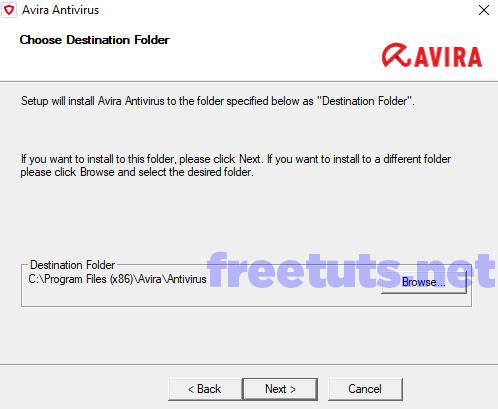 Avira Antivirus
Choose Destination Folder
AVIRA
Setup will install Avira Antivirus to the folder specified below as "Destination Folder".
If you want to install to this folder, please click Next. If you want to install to a different folder
please click Browse and select the desired folder.
Destination Folder
C:\Program Files (x86)\Avira\Antivirus
freetuts.net
Browse...
< Back
Next >
Cancel